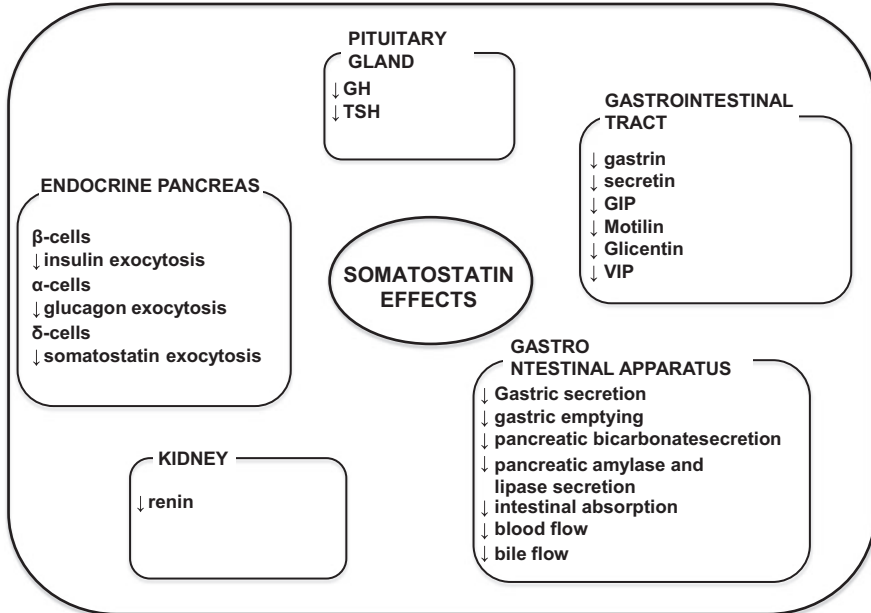 PITUITARY
GLAND
↓GH
↓TSH
GASTROINTESTINAL
TRACT
↓ gastrin
↓ secretin
↓ GIP
↓ Motilin
↓ Glicentin
↓ VIP
ENDOCRINE PANCREAS
β-cells
↓insulin exocytosis
α-cells
↓glucagon exocytosis
δ-cells
↓somatostatin exocytosis
SOMATOSTATIN
EFFECTS
GASTRO
NTESTINAL APPARATUS
↓ Gastric secretion
↓ gastric emptying
↓ pancreatic bicarbonatesecretion
↓ pancreatic amylase and
lipase secretion
↓ intestinal absorption
↓ blood flow
↓ bile flow
KIDNEY
↓renin